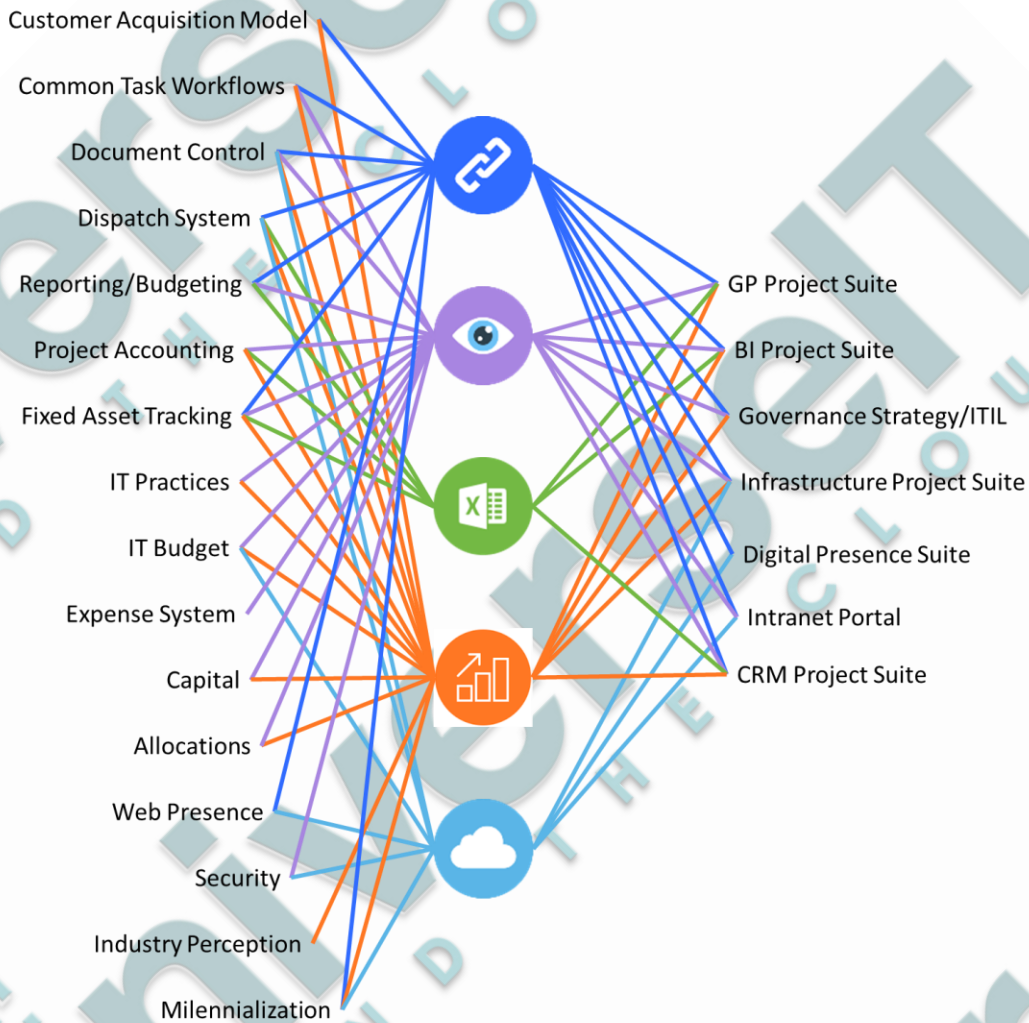 Customer Acquisition Model
Common Task Workflows
Document Control
Dispatch System
Reporting/Budgeting
Project Accounting
Fixed Asset Tracking
IT Practices
IT Budget
Expense System
Capital
Allocations
Web Presence
Security
Industry Perception
Milennialization
X
GP Project Suite
BI Project Suite
Governance Strategy/ITIL
Infrastructure Project Suite
Digital Presence Suite
Intranet Portal
CRM Project Suite